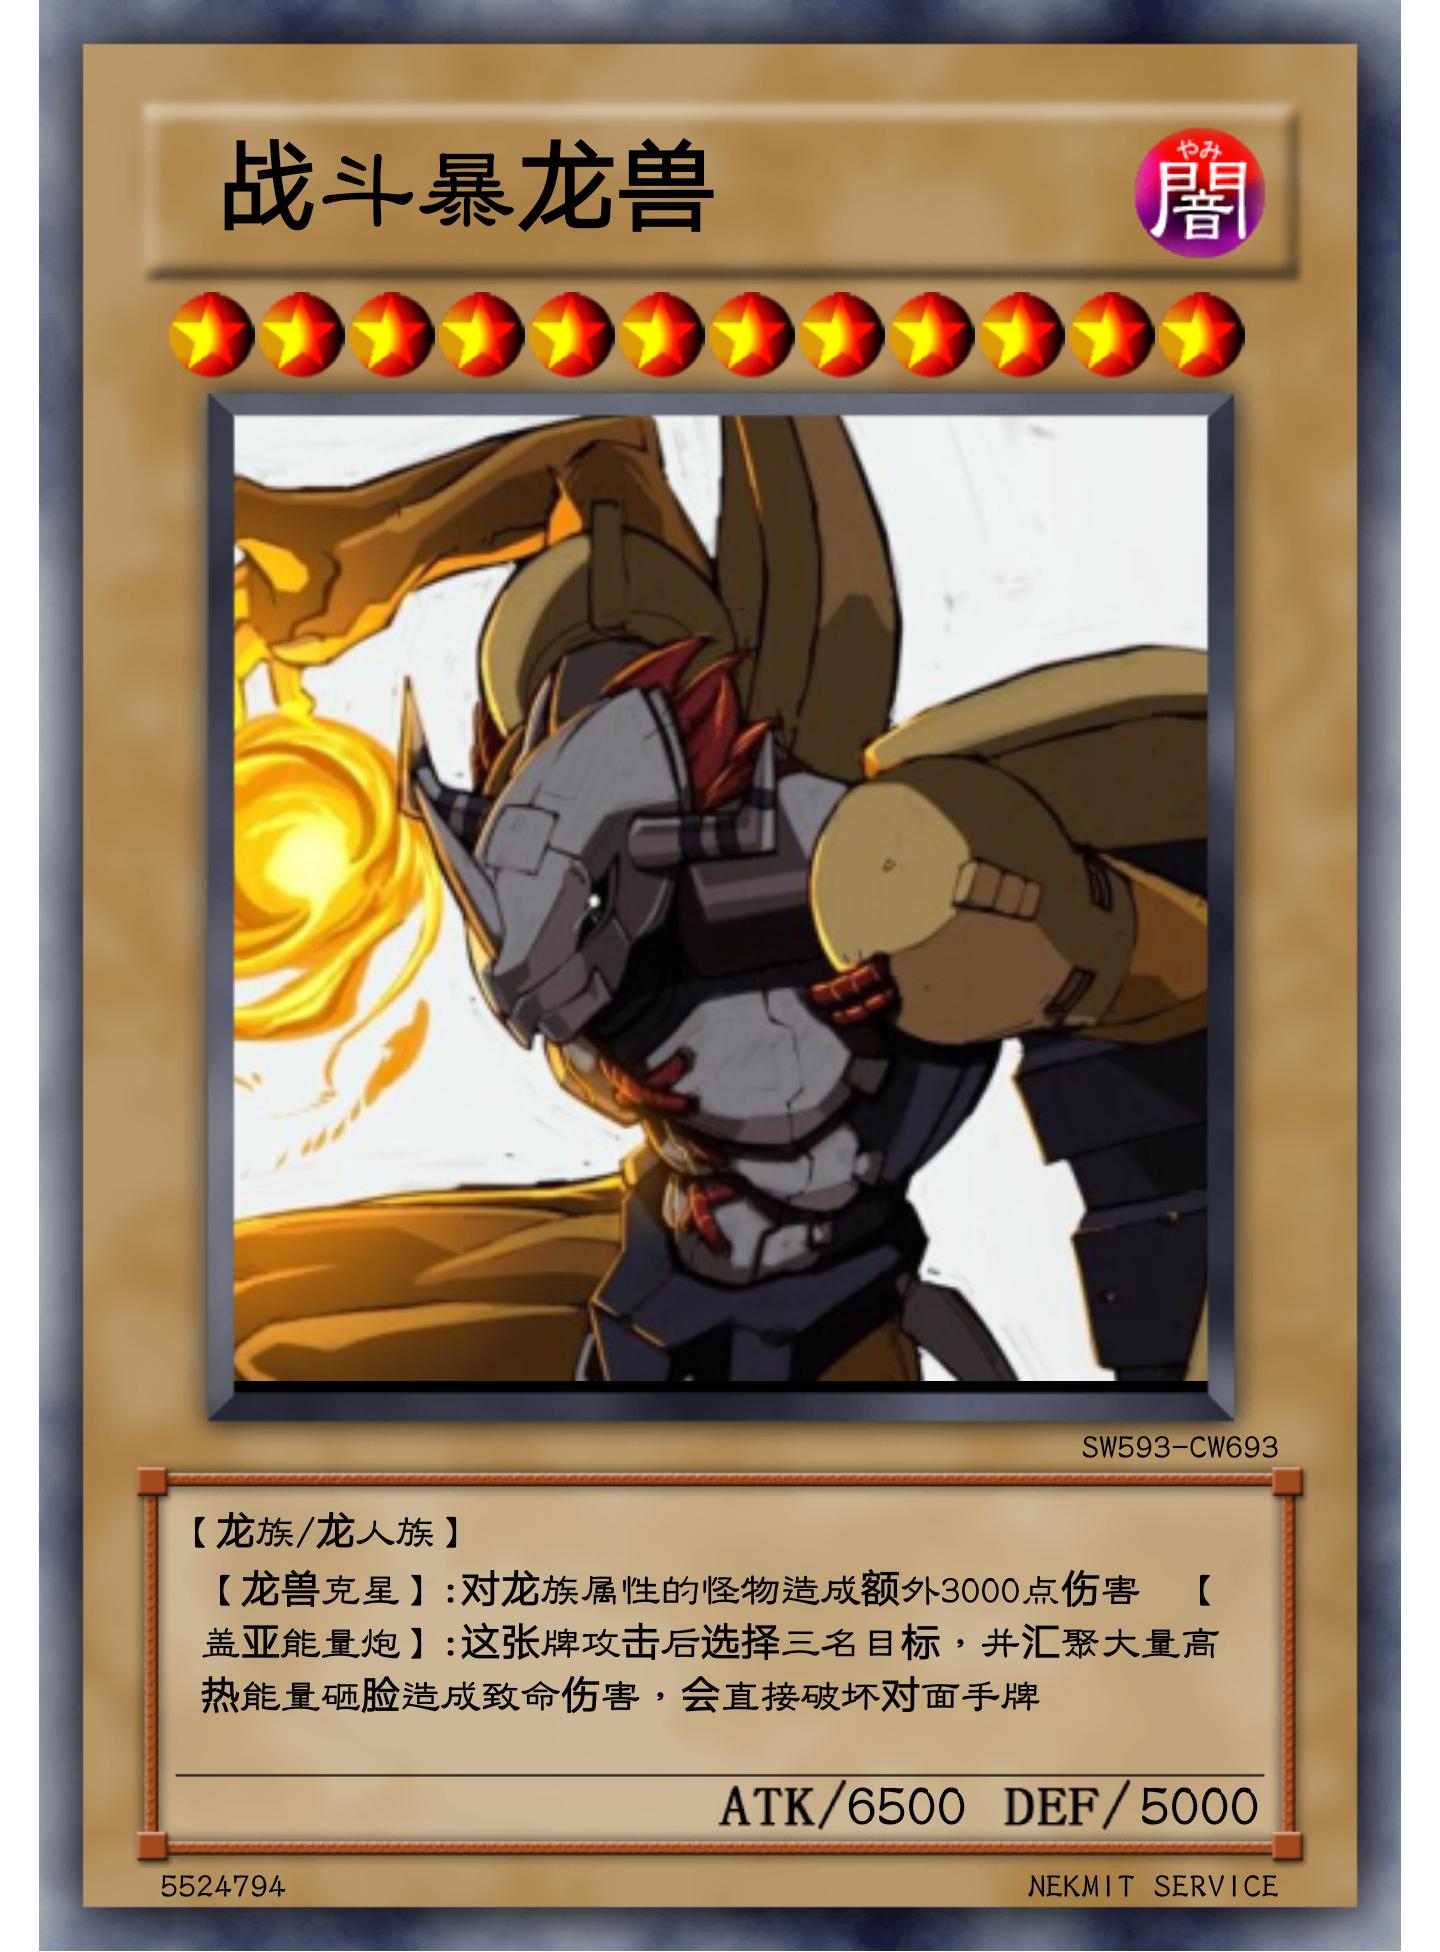 战斗暴龙兽
やみ
闇
SW593-CW693
【龙族/龙人族】
【龙兽克星】:对龙族属性的怪物造成额外3000点伤害 【
盖亚能量炮】:这张牌攻击后选择三名目标，并汇聚大量高
热能量砸脸造成致命伤害，会直接破坏对面手牌
ATK/6500 DEF/5000
5524794
NEKMIT SERVICE